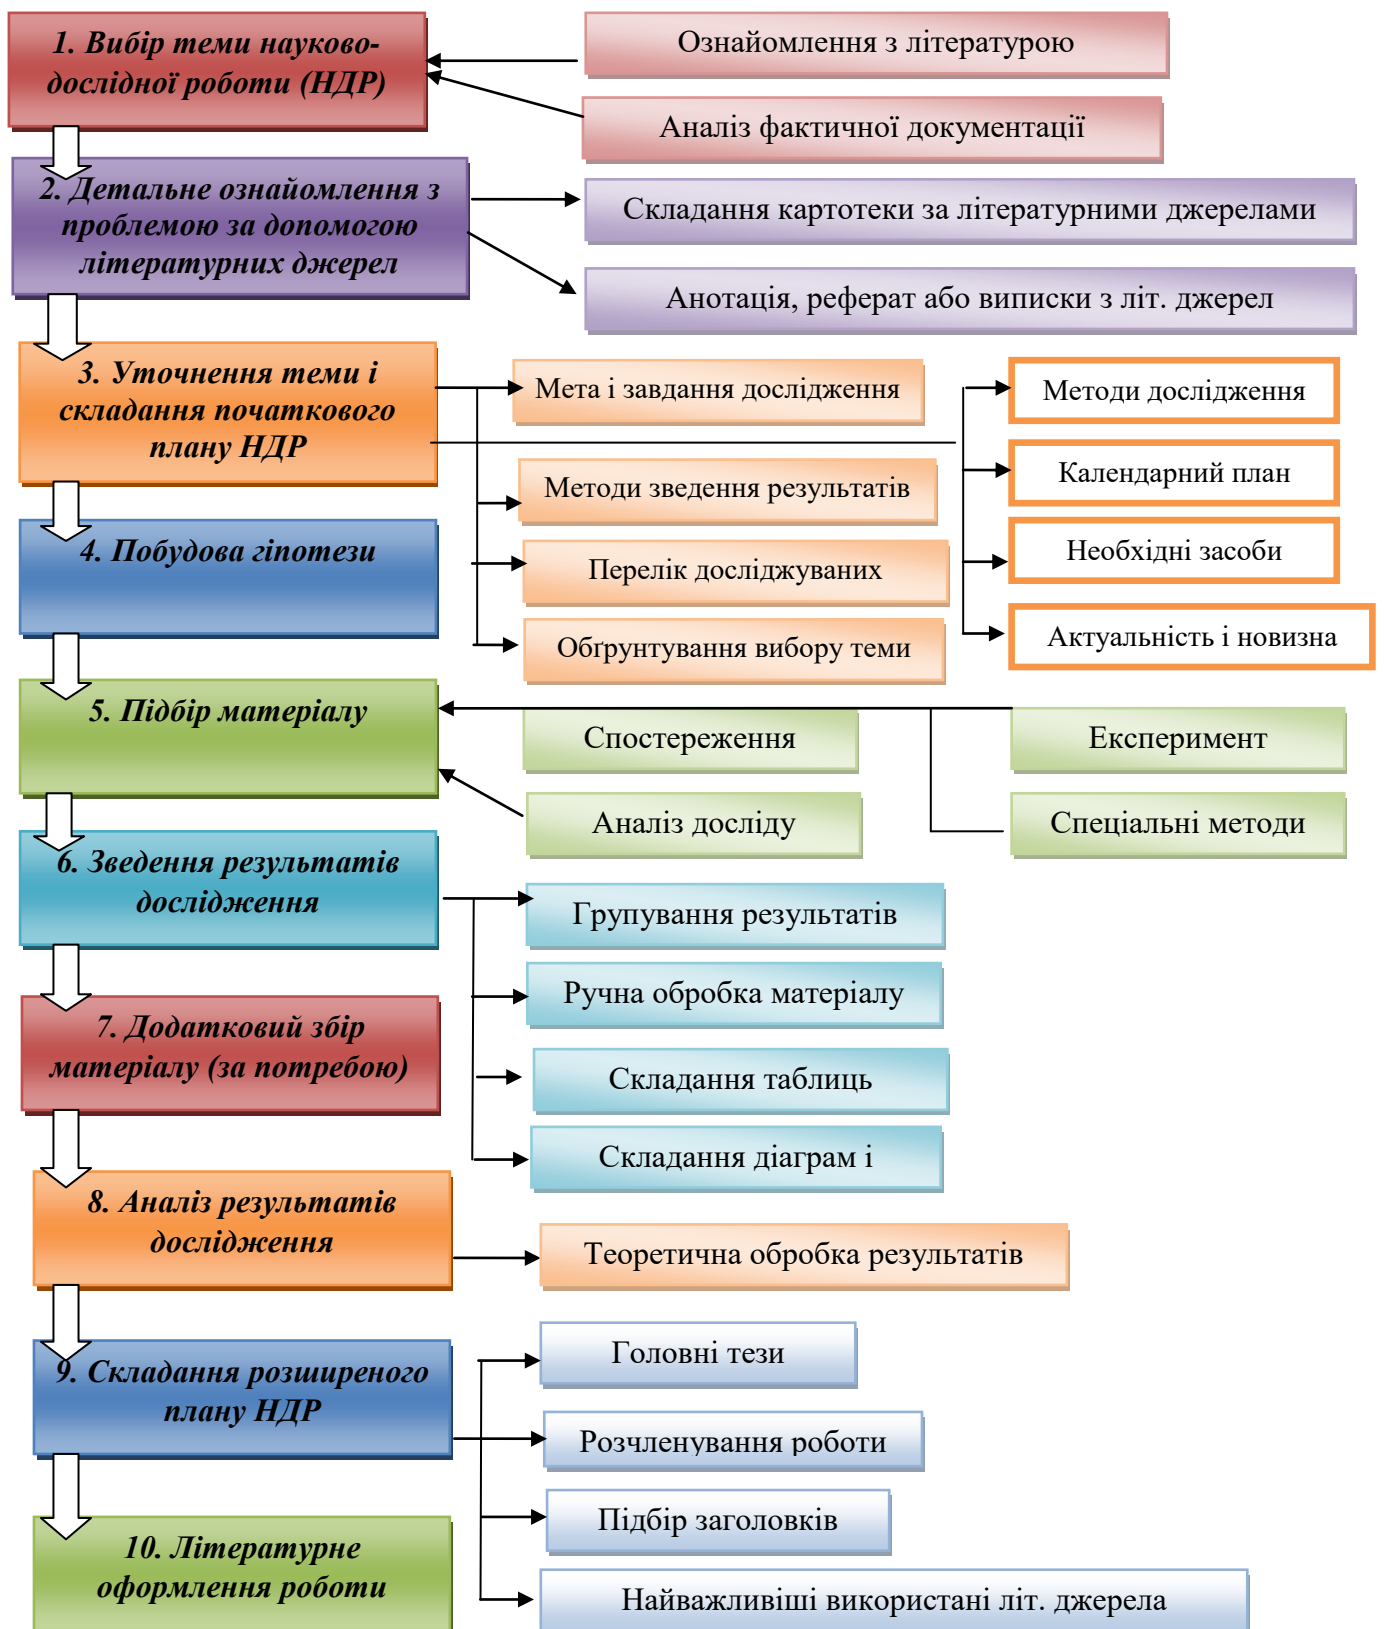 1. Вибір теми науково-
дослідної роботи (НДР)
Ознайомлення з літературою
Аналіз фактичної документації
2. Детальне ознайомлення з
проблемою за допомогою
літературних джерел
Складання картотеки за літературними джерелами
Анотація, реферат або виписки з літ. джерел
3. Уточнення теми і
складання початкового
плану НДР
Мета і завдання дослідження
Методи зведення результатів
Перелік досліджуваних
Обґрунтування вибору теми
Методи дослідження
Календарний план
Необхідні засоби
Актуальність і новизна
4. Побудова гіпотези
5. Підбір матеріалу
Спостереження
Експеримент
Аналіз досліду
Спеціальні методи
6. Зведення результатів
дослідження
Групування результатів
Ручна обробка матеріалу
Складання таблиць
Складання діаграм і
7. Додатковий збір
матеріалу (за потребою)
8. Аналіз результатів
дослідження
Теоретична обробка результатів
9. Складання розширеного
плану НДР
Головні тези
Розчленування роботи
Підбір заголовків
Найважливіші використані літ. джерела
10. Літературне
оформлення роботи